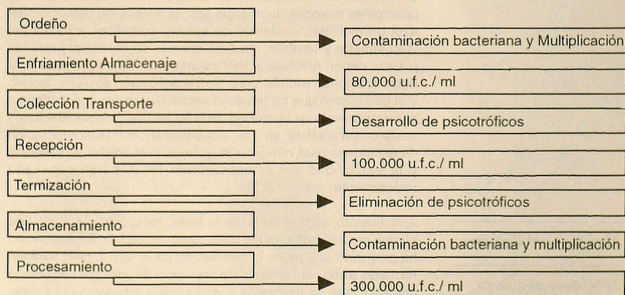 Ordeño
Contaminación bacteriana y Multiplicación
Enfriamiento Almacenaje
80.000 u.f.c./ ml
Colección Transporte
Desarrollo de psicotróficos
Recepción
100.000 u.f.c./ ml
Termización
Eliminación de psicotróficos
Almacenamiento
Contaminación bacteriana y multiplicación
Procesamiento
300.000 u.f.c./ ml